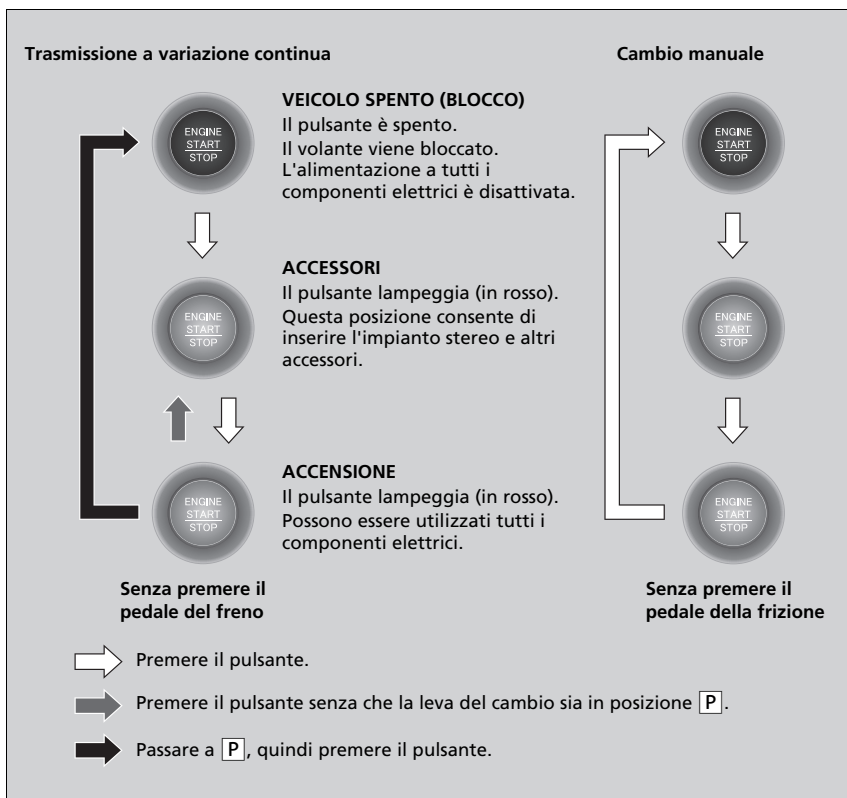 Trasmissione a variazione continua
Cambio manuale
ENGINE
START
STOP
VEICOLO SPENTO (BLOCCO)
Il pulsante è spento.
Il volante viene bloccato.
L'alimentazione a tutti i
componenti elettrici è disattivata.
ENGINE
START
STOP
ENGINE
START
STOP
ACCESSORI
Il pulsante lampeggia (in rosso).
Questa posizione consente di
inserire l'impianto stereo e altri
accessori.
ENGINE
START
STOP
ENGINE
START
STOP
ACCENSIONE
Il pulsante lampeggia (in rosso).
Possono essere utilizzati tutti i
componenti elettrici.
ENGINE
START
STOP
Senza premere il
pedale del freno
Senza premere il
pedale della frizione
Premere il pulsante.
Premere il pulsante senza che la leva del cambio sia in posizione P.
Passare a P, quindi premere il pulsante.